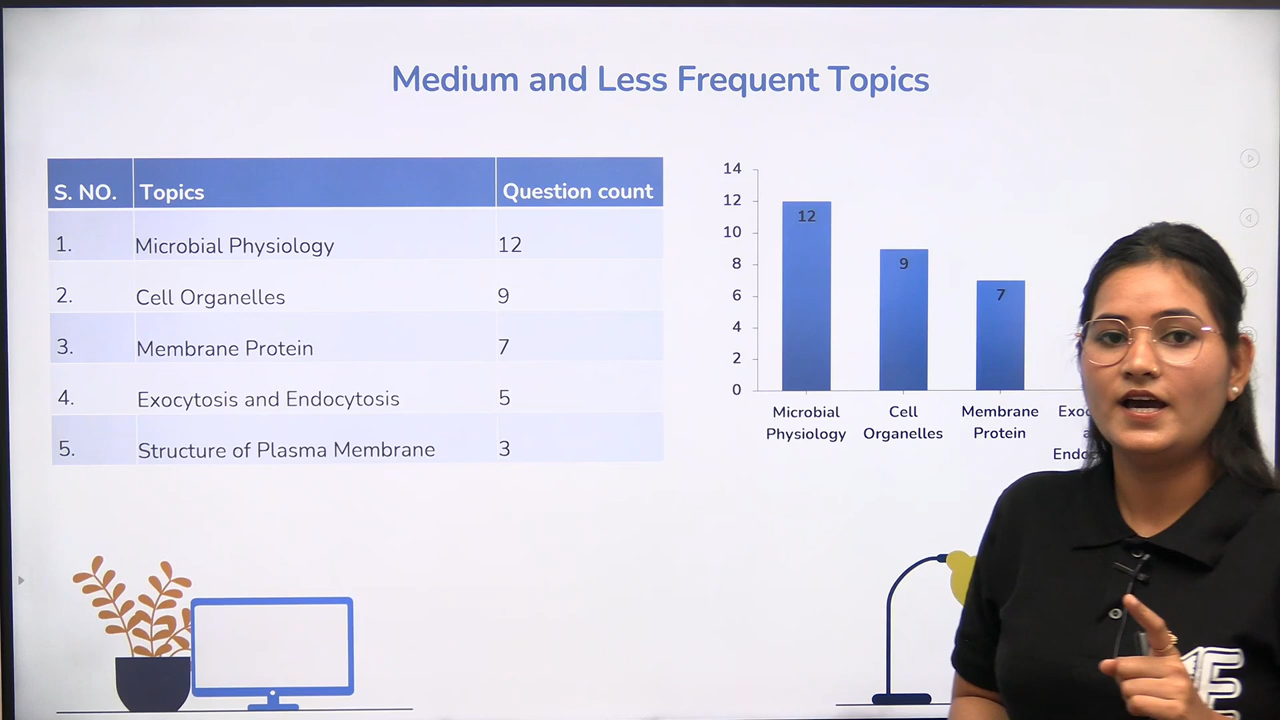 Medium and Less Frequent Topics
S. NO. Topics Question count
1. Microbial Physiology 12
2. Cell Organelles 9
3. Membrane Protein 7
4. Exocytosis and Endocytosis 5
5. Structure of Plasma Membrane 3
14
12
10
8
6
4
2
0
12
9
7
Microbial Physiology
Cell Organelles
Membrane Protein